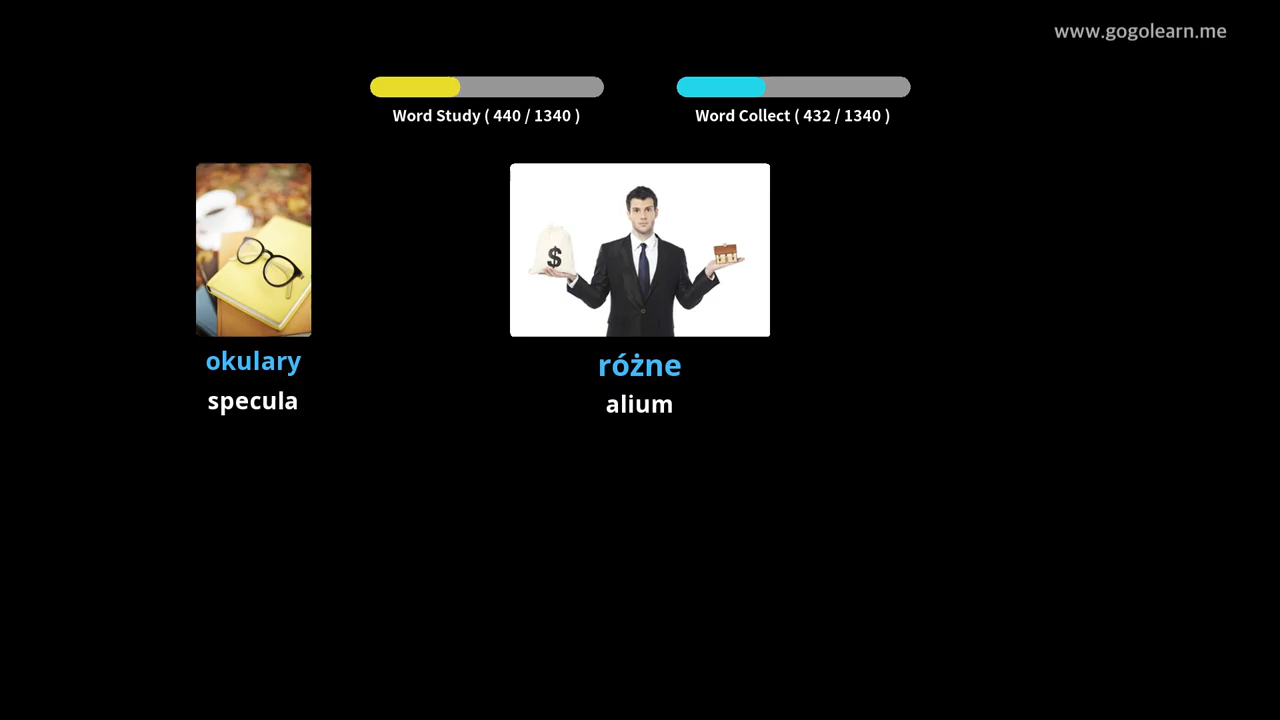 www.gogolearn.me
Word Study ( 440 / 1340 )
Word Collect ( 432 / 1340 )
$
okulary
specula
różne
alium